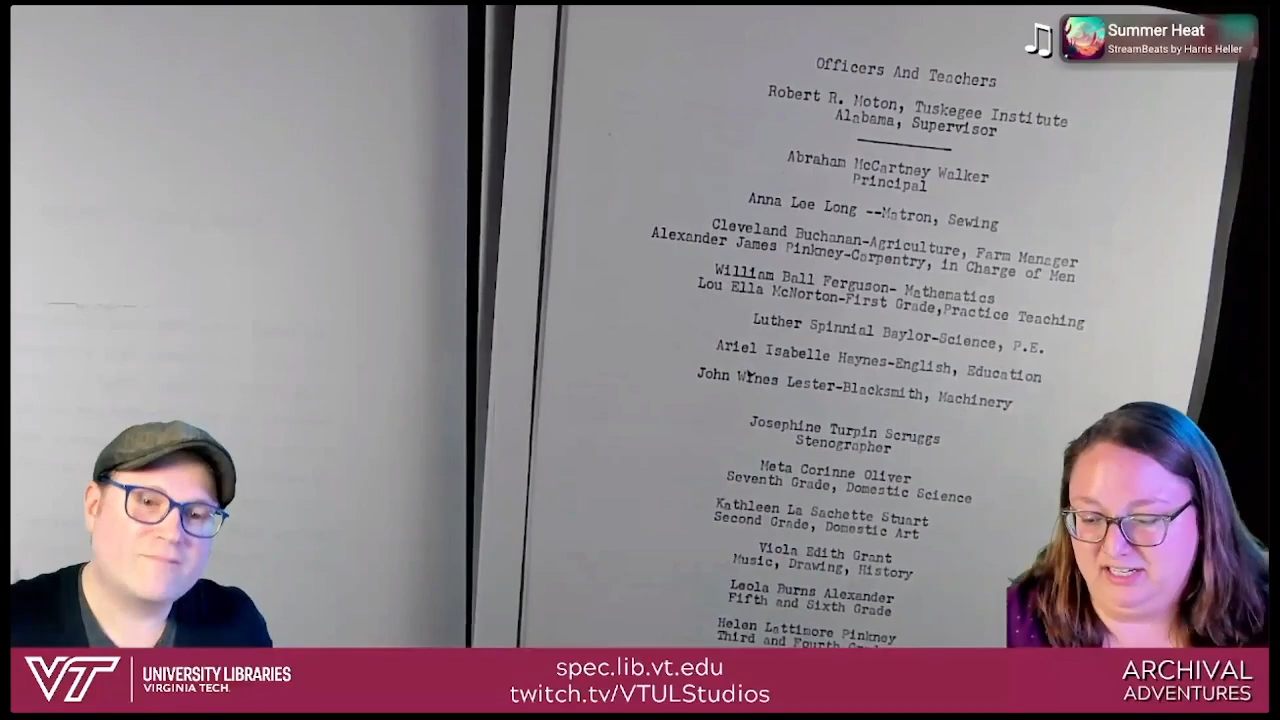 Summer Heat
StreamBeats by Harris Heller
Officers And Teachers
Robert R. Moton, Tuskegee Institute
Alabama, Supervisor
Abraham McCartney Walker
Principal
Anna Lee Long --Matron, Sewing
Cleveland Buchanan-Agriculture, Farm Manager
Alexander James Pinkney-Carpentry, in Charge of Men
William Ball Ferguson- Mathematics
Lou Ella McNorton-First Grade,Practice Teaching
Luther Spinnial Baylor-Science, P.E.
Ariel Isabelle Haynes-English, Education
John Wynes Lester-Blacksmith, Machinery
Josephine Turpin Scruggs
Stenographer
Meta Corinne Oliver
Seventh Grade, Domestic Science
Kathleen La Sachette Stuart
Second Grade, Domestic Art
Viola Edith Grant
Music, Drawing, History
Leola Burns Alexander
Fifth and Sixth Grade
Helen Lattimore Pinkney
Third and Fourth
VT
UNIVERSITY LIBRARIES
VIRGINIA TECH.
spec.lib.vt.edu
twitch.tv/VTULStudios
ARCHIVAL
ADVENTURES